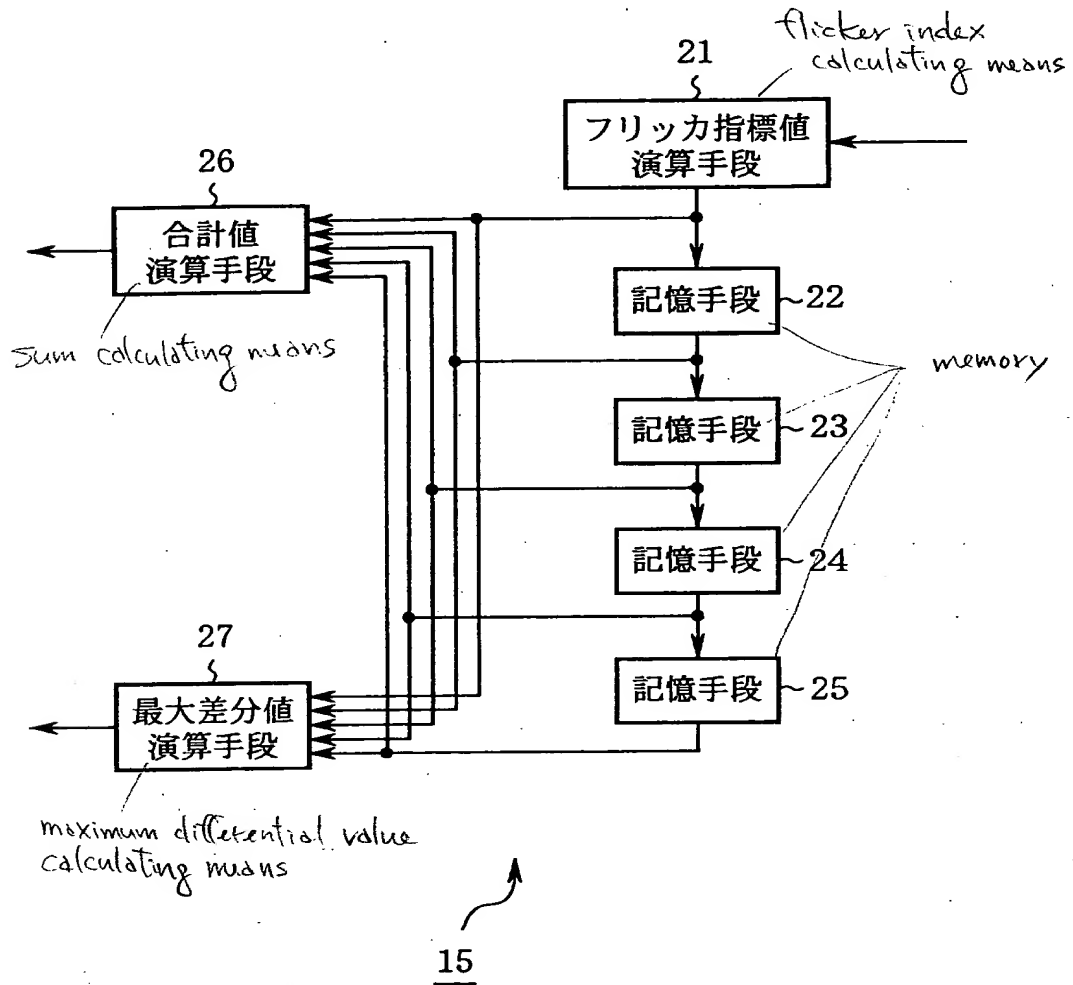 flicker index
calculating means
21
フリッカ指標値
演算手段
26
合計値
演算手段
sum calculating means
記憶手段
22
memory
記憶手段
23
記憶手段
24
27
最大差分値
演算手段
記憶手段
25
maximum differential value
calculating means
15